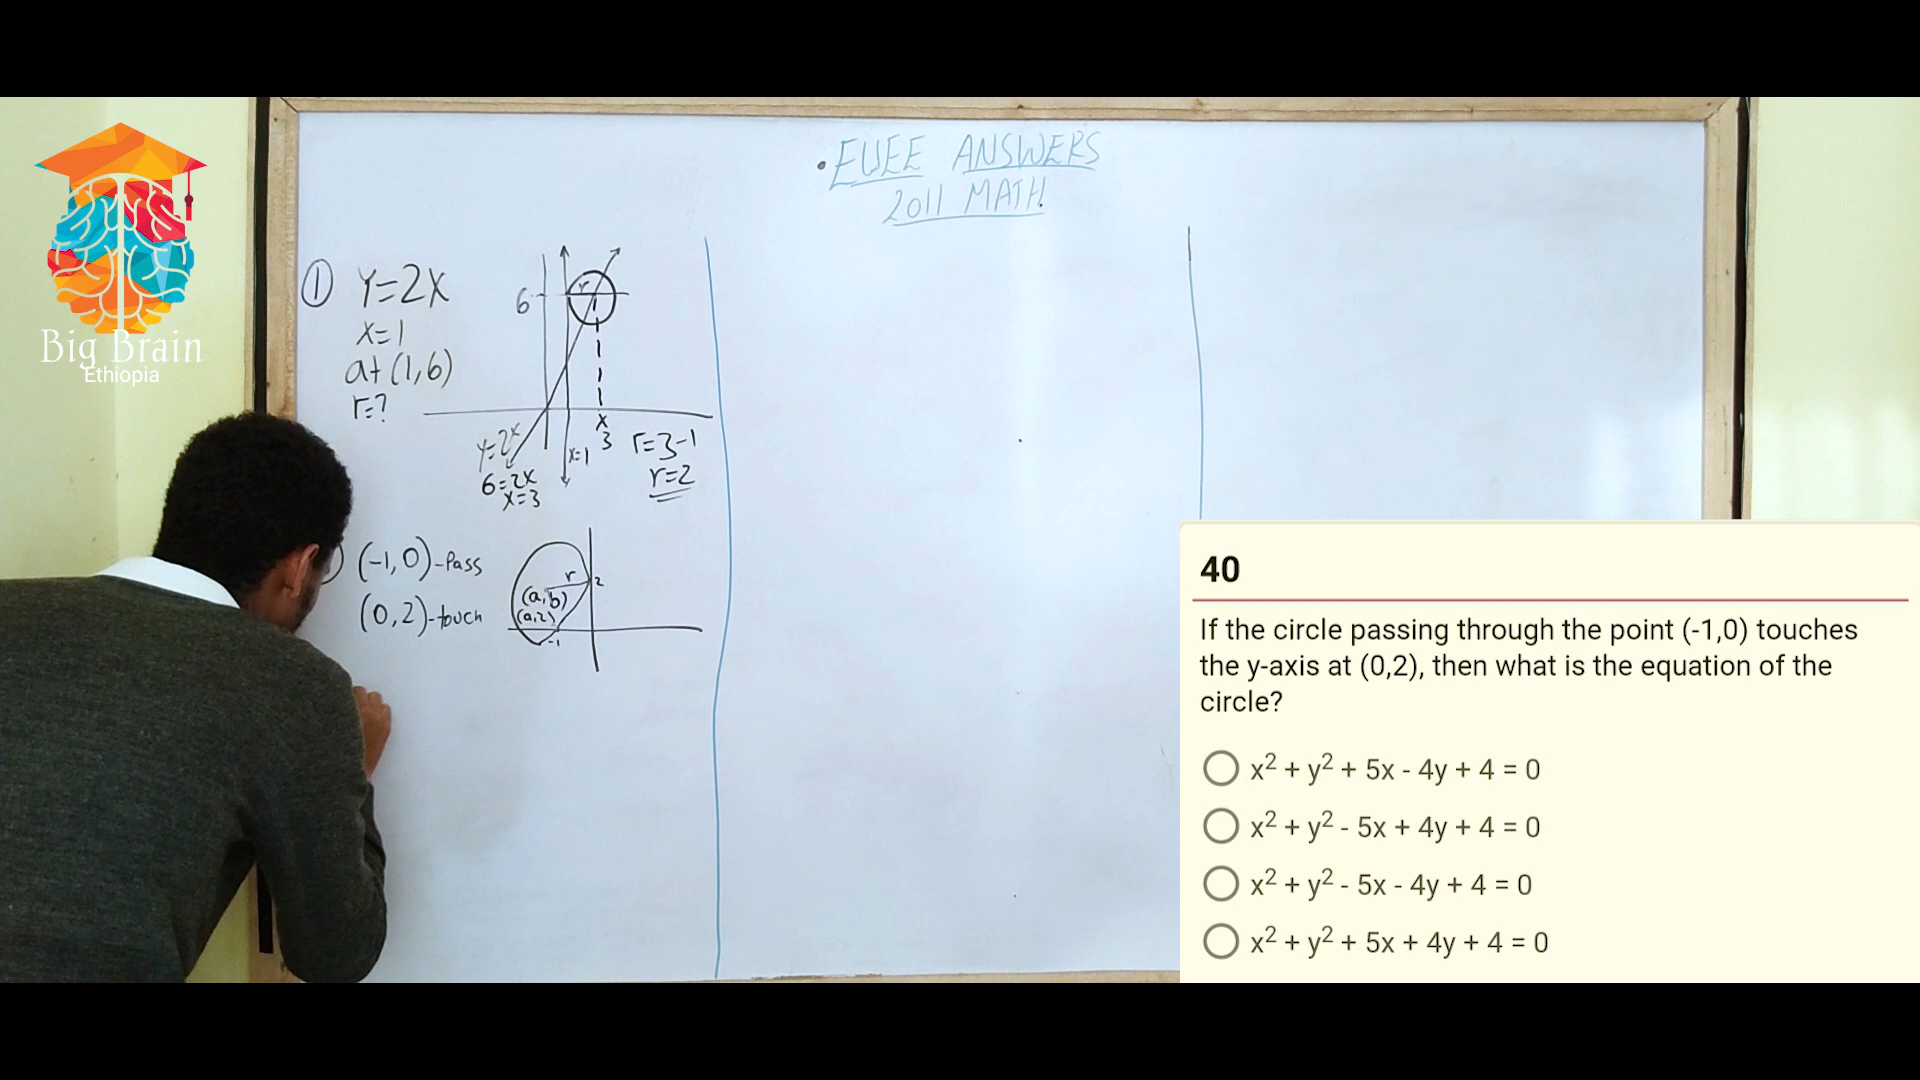 Big Brain
Ethiopia
• EUEE ANSWERS
2011 MATH
① Y=2X
x=1
at (1,6)
r=?
6
r
x
3
y=2x
x=1
6=2x
x=3
r=3-1
r=2
(-1,0)-Pass
(0,2)-touch
r
2
(a,b)
(a,2)
-1
40
If the circle passing through the point (-1,0) touches
the y-axis at (0,2), then what is the equation of the
circle?
x² + y² + 5x - 4y + 4 = 0
x² + y² - 5x + 4y + 4 = 0
x² + y² - 5x - 4y + 4 = 0
x² + y² + 5x + 4y + 4 = 0